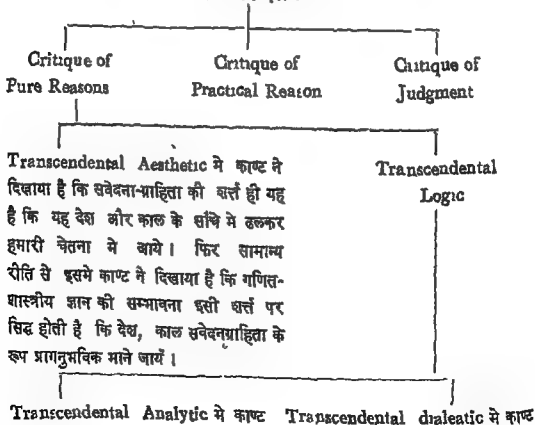 Critique of Critique of Critique of
Pure Reasons Practical Reason Judgment
Transcendental Aesthetic मे काण्ट ने
दिखाया है कि सवेदना-ग्राहिता की शर्त्त ही यह
है कि यह देश और काल के साँचे मे ढलकर
हमारी चेतना मे आये। फिर सामान्य
रीति से इसमे काण्ट ने दिखाया है कि गणित-
शास्त्रीय ज्ञान की सम्भावना इसी शर्त्त पर
सिद्ध होती है कि देश, काल सवेदनग्राहिता के
रूप प्रागनुभविक माने जायँ।
Transcendental
Logic
Transcendental Analytic मे काण्ट Transcendental dialeatic मे काण्ट